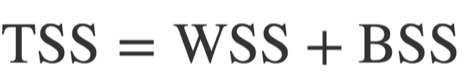 TSS = WSS + BSS